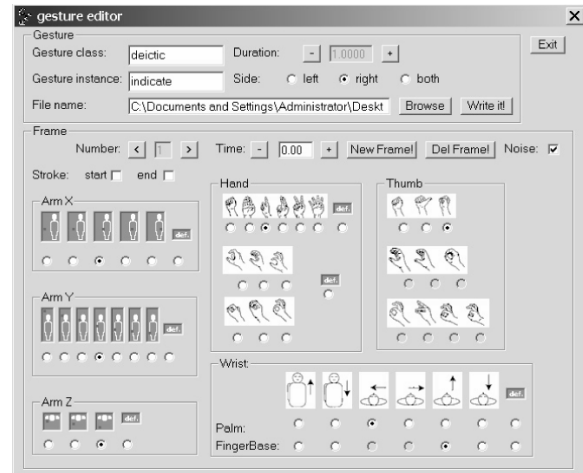 gesture editor
Gesture
Gesture class: deictic Duration: - 1.0000 + Exit
Gesture instance: indicate Side: left right both
File name: C:\Documents and Settings\Administrator\Deskt Browse Write it!
Frame
Number: < 1 > Time: - 0.00 + New Frame! Del Frame! Noise:
Stroke: start end
Hand
Thumb
Arm X
def.
def.
def.
Arm Y
def.
Wrist:
def.
Arm Z
def.
Palm:
FingerBase: